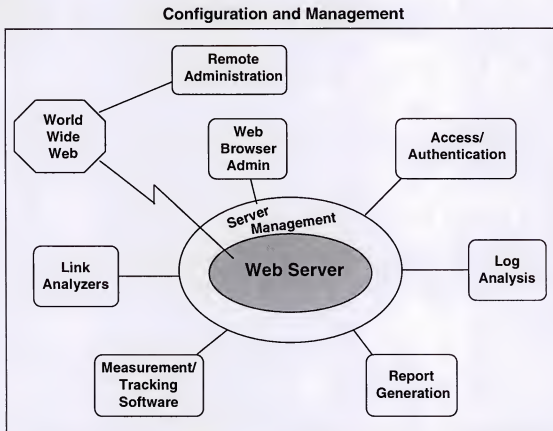 Configuration and Management
Remote
Administration
World
Wide
Web
Web
Browser
Admin
Access/
Authentication
Server
Management
Web Server
Link
Analyzers
Log
Analysis
Measurement/
Tracking
Software
Report
Generation